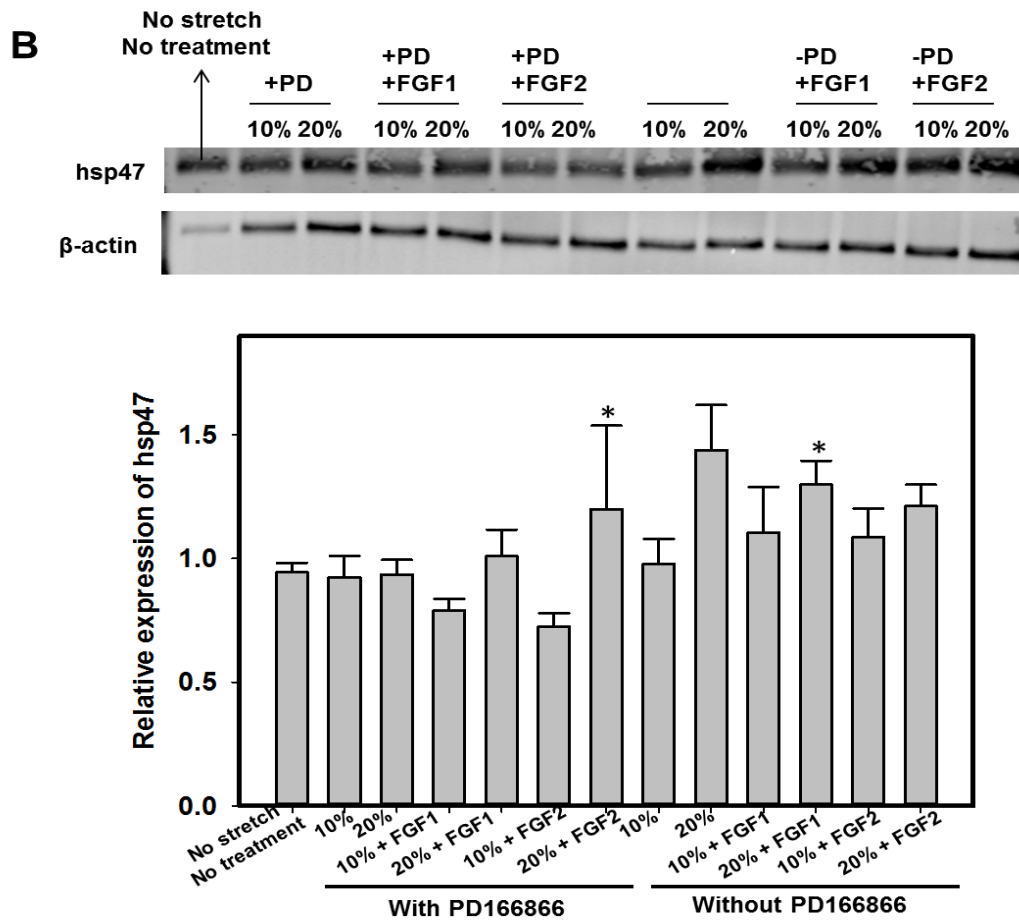 B
No stretch
No treatment
+PD
+PD
+FGF1
+PD
+FGF2
-PD
+FGF1
-PD
+FGF2
10% 20% 10% 20% 10% 20% 10% 20% 10% 20% 10% 20%
hsp47
β-actin
Relative expression of hsp47
1.5
1.0
0.5
0.0
*
*
No stretch
No treatment
10%
20%
10% + FGF1
20% + FGF1
10% + FGF2
20% + FGF2
10%
20%
10% + FGF1
20% + FGF1
10% + FGF2
20% + FGF2
With PD166866
Without PD166866